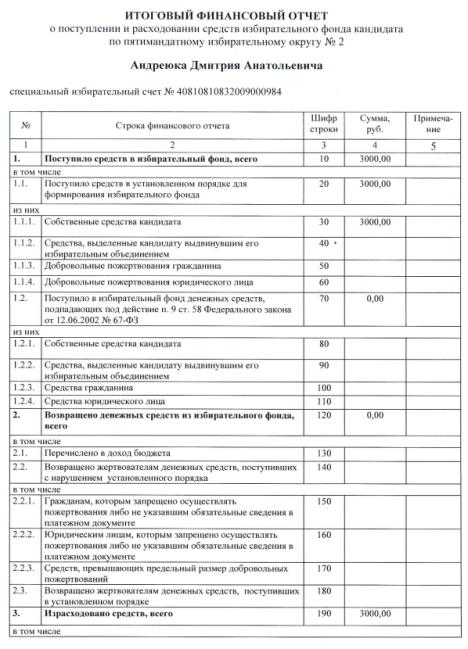 ИТОГОВЫЙ ФИНАНСОВЫЙ ОТЧЕТ
о поступлении и расходовании средств избирательного фонда кандидата
по пятимандатному избирательному округу № 2
Андреюка Дмитрия Анатольевича
специальный избирательный счет № 40810810832009000984
№ Строка финансового отчета Шифр строки Сумма, руб. Примечание
1 2 3 4 5
1. Поступило средств в избирательный фонд, всего 10 3000,00
в том числе
1.1. Поступило средств в установленном порядке для
формирования избирательного фонда 20 3000,00
из них
1.1.1. Собственные средства кандидата 30 3000,00
1.1.2. Средства, выделенные кандидату выдвинувшим его
избирательным объединением 40
1.1.3. Добровольные пожертвования гражданина 50
1.1.4. Добровольные пожертвования юридического лица 60
1.2. Поступило в избирательный фонд денежных средств,
подпадающих под действие п. 9 ст. 58 Федерального закона
от 12.06.2002 № 67-ФЗ 70 0,00
из них
1.2.1. Собственные средства кандидата 80
1.2.2. Средства, выделенные кандидату выдвинувшим его
избирательным объединением 90
1.2.3. Средства гражданина 100
1.2.4. Средства юридического лица 110
2. Возвращено денежных средств из избирательного фонда,
всего 120 0,00
в том числе
2.1. Перечислено в доход бюджета 130
2.2. Возвращено жертвователям денежных средств, поступивших
с нарушением установленного порядка 140
в том числе
2.2.1. Гражданам, которым запрещено осуществлять
пожертвования либо не указавшим обязательные сведения в
платежном документе 150
2.2.2. Юридическим лицам, которым запрещено осуществлять
пожертвования либо не указавшим обязательные сведения в
платежном документе 160
2.2.3. Средств, превышающих предельный размер добровольных
пожертвований 170
2.3. Возвращено жертвователям денежных средств, поступивших
в установленном порядке 180
3. Израсходовано средств, всего 190 3000,00
в том числе